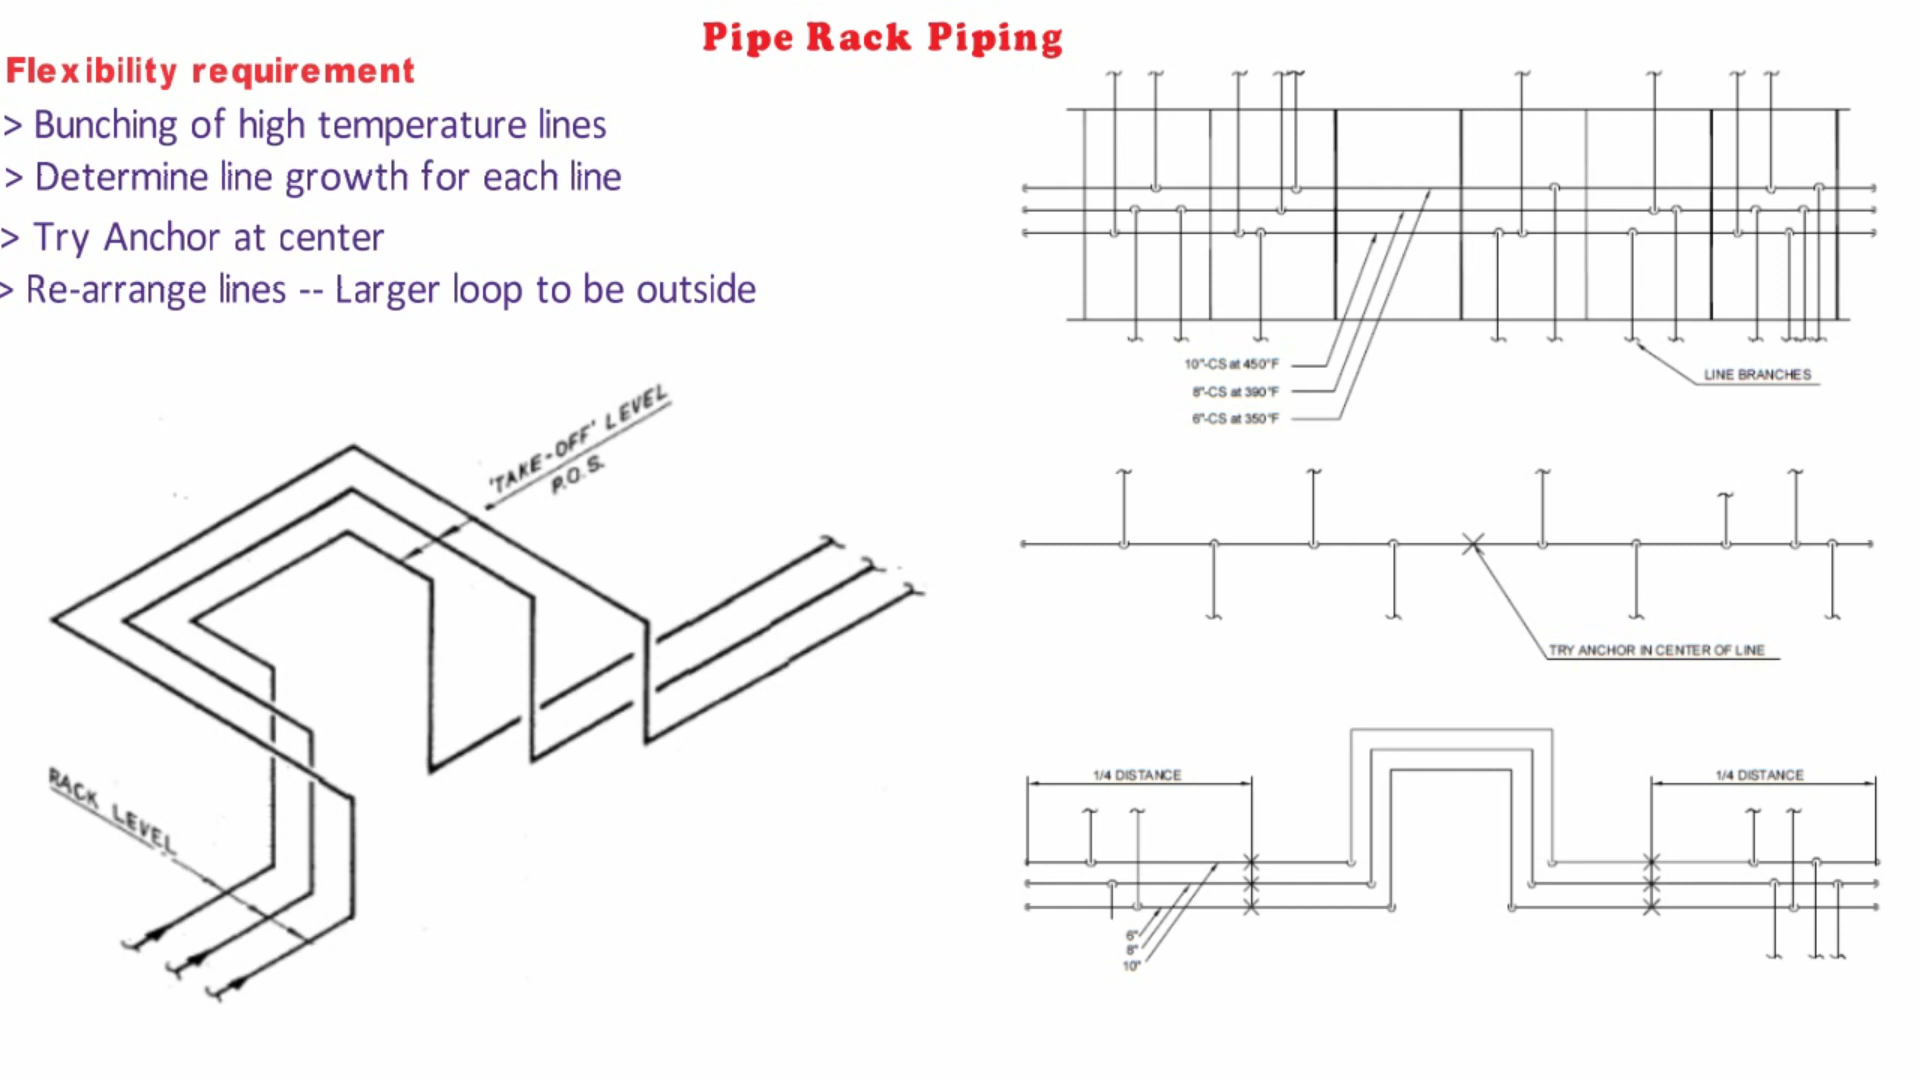 Pipe Rack Piping
Flexibility requirement
> Bunching of high temperature lines
> Determine line growth for each line
> Try Anchor at center
> Re-arrange lines -- Larger loop to be outside
'TAKE-OFF' LEVEL
P.O.S.
RACK LEVEL
10"-CS at 450°F
8"-CS at 390°F
6"-CS at 350°F
LINE BRANCHES
TRY ANCHOR IN CENTER OF LINE
1/4 DISTANCE
1/4 DISTANCE
6"
8"
10"